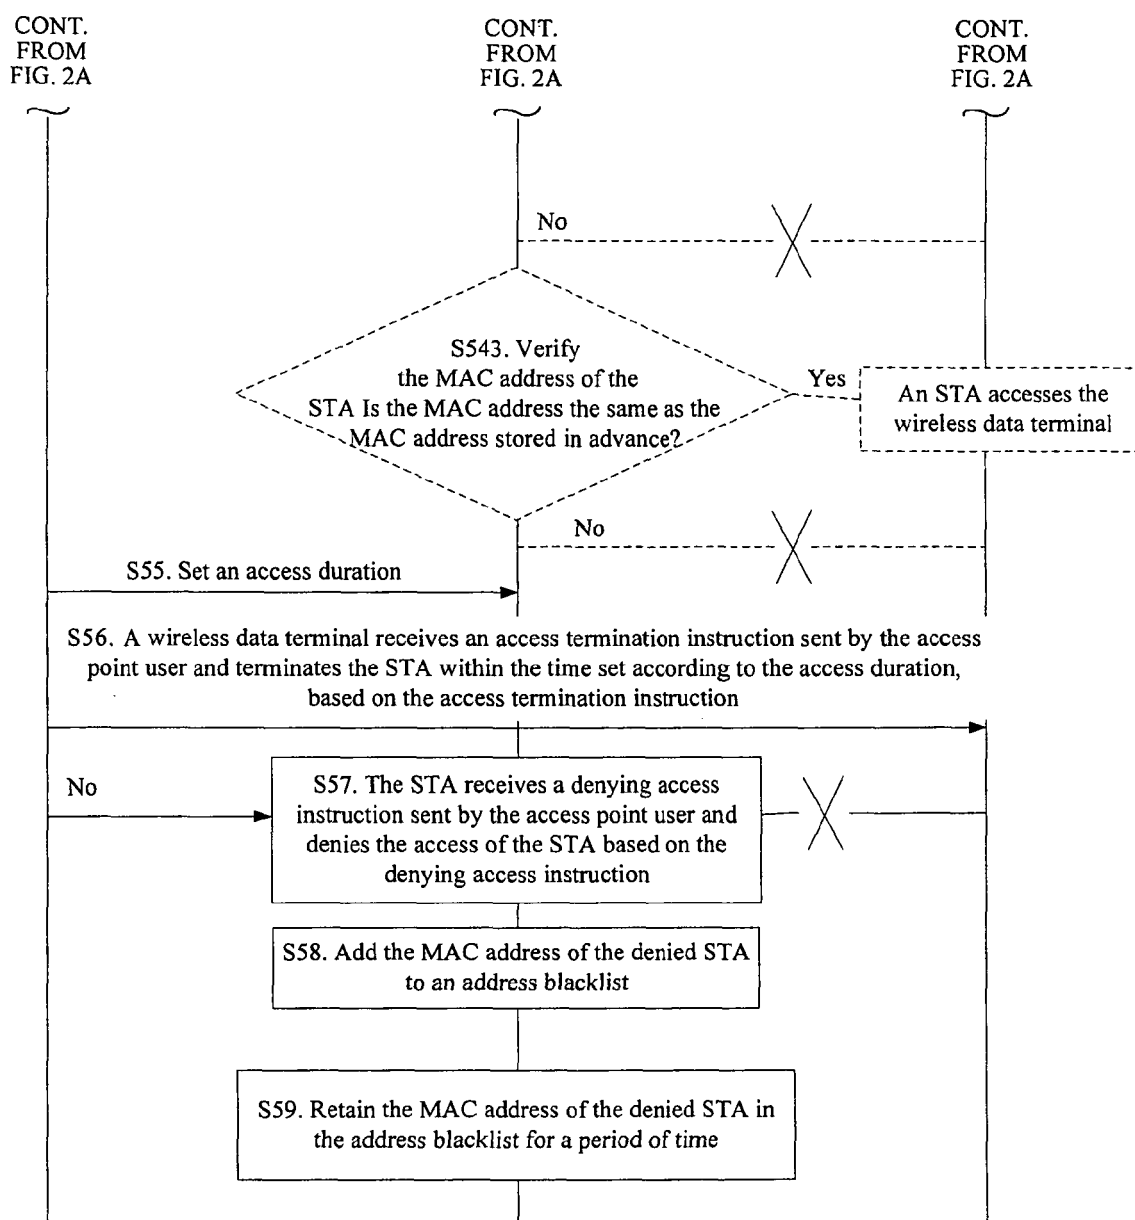 CONT.
FROM
FIG. 2A
CONT.
FROM
FIG. 2A
CONT.
FROM
FIG. 2A
No
S543. Verify
the MAC address of the
STA Is the MAC address the same as the
MAC address stored in advance?
Yes
An STA accesses the
wireless data terminal
No
S55. Set an access duration
S56. A wireless data terminal receives an access termination instruction sent by the access
point user and terminates the STA within the time set according to the access duration,
based on the access termination instruction
No
S57. The STA receives a denying access
instruction sent by the access point user and
denies the access of the STA based on the
denying access instruction
S58. Add the MAC address of the denied STA
to an address blacklist
S59. Retain the MAC address of the denied STA in
the address blacklist for a period of time